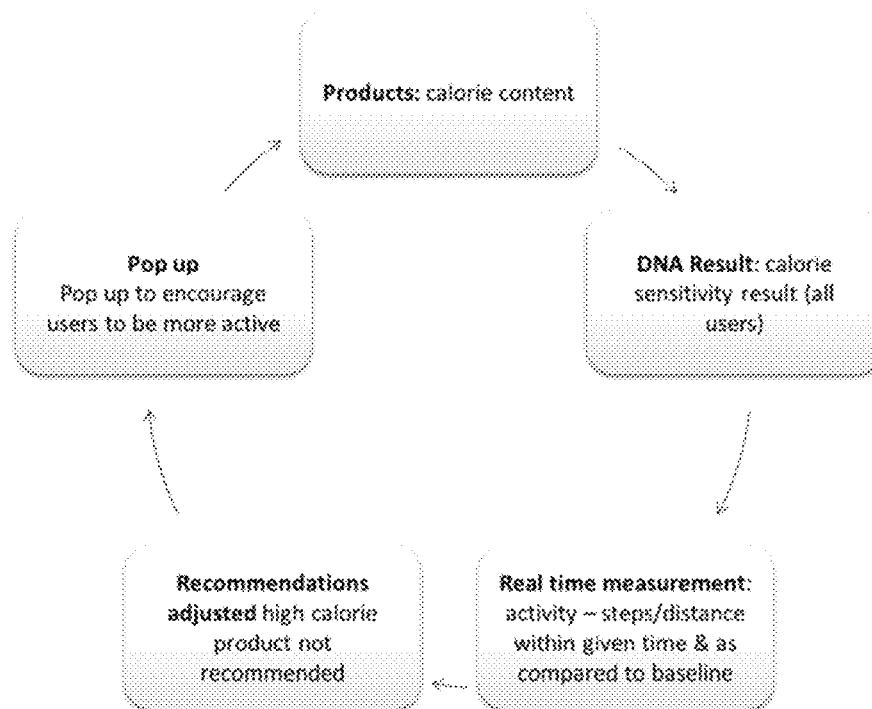 Products: calorie content
DNA Result: calorie
sensitivity result (all
users)
Real time measurement:
activity – steps/distance
within given time & as
compared to baseline
Recommendations
adjusted high calorie
product not
recommended
Pop up
Pop up to encourage
users to be more active